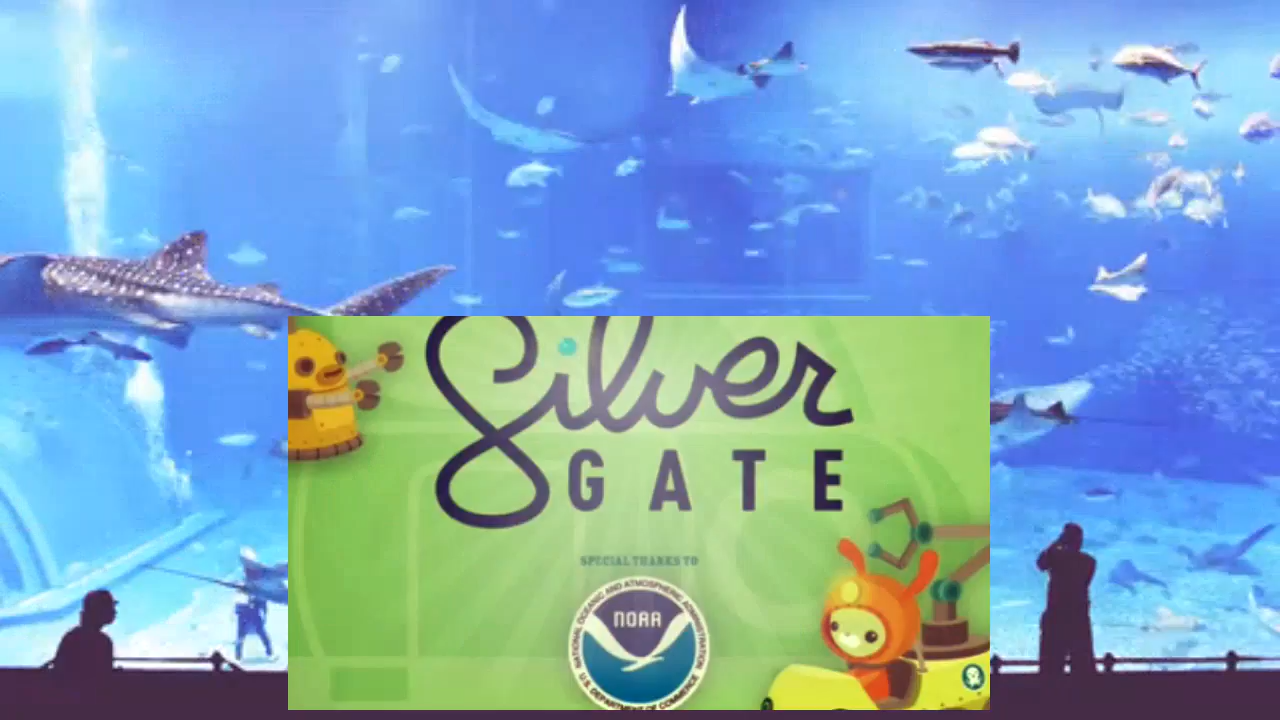 Silver
GATE
SPECIAL THANKS TO
NATIONAL OCEANIC AND ATMOSPHERIC ADMINISTRATION
NOAA
U.S. DEPARTMENT OF COMMERCE